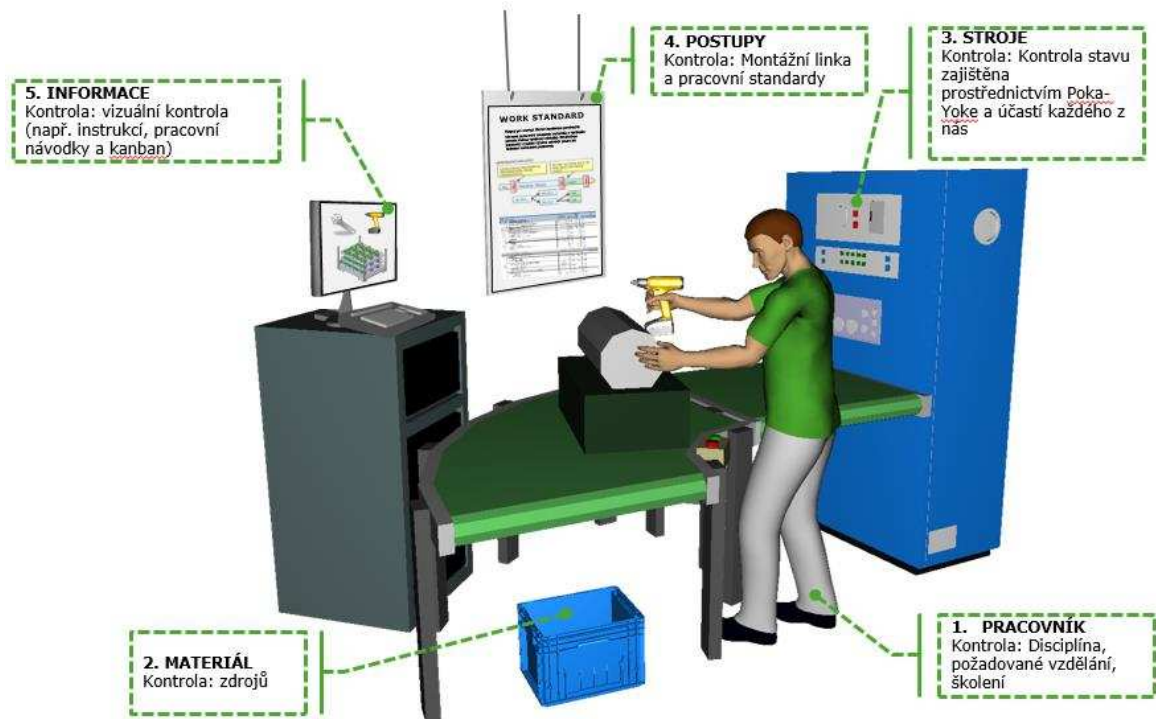 4. POSTUPY
Kontrola: Montážní linka
a pracovní standardy
3. STROJE
Kontrola: Kontrola stavu
zajištěna
prostřednictvím Poka-
Yoke a účastí každého z
nás
5. INFORMACE
Kontrola: vizuální kontrola
(např. instrukcí, pracovní
návodky a kanban)
WORK STANDARD
2. MATERIÁL
Kontrola: zdrojů
1. PRACOVNÍK
Kontrola: Disciplína,
požadované vzdělání,
školení